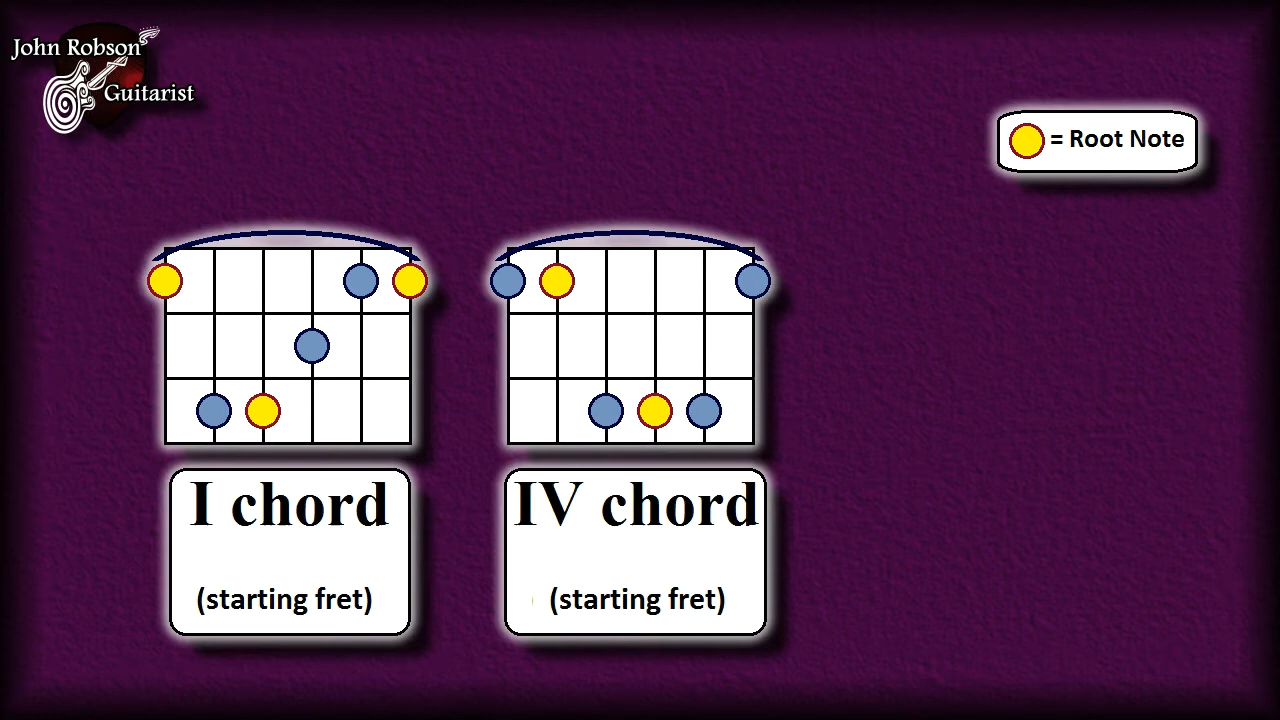 John Robson
Guitarist
= Root Note
I chord
(starting fret)
IV chord
(starting fret)